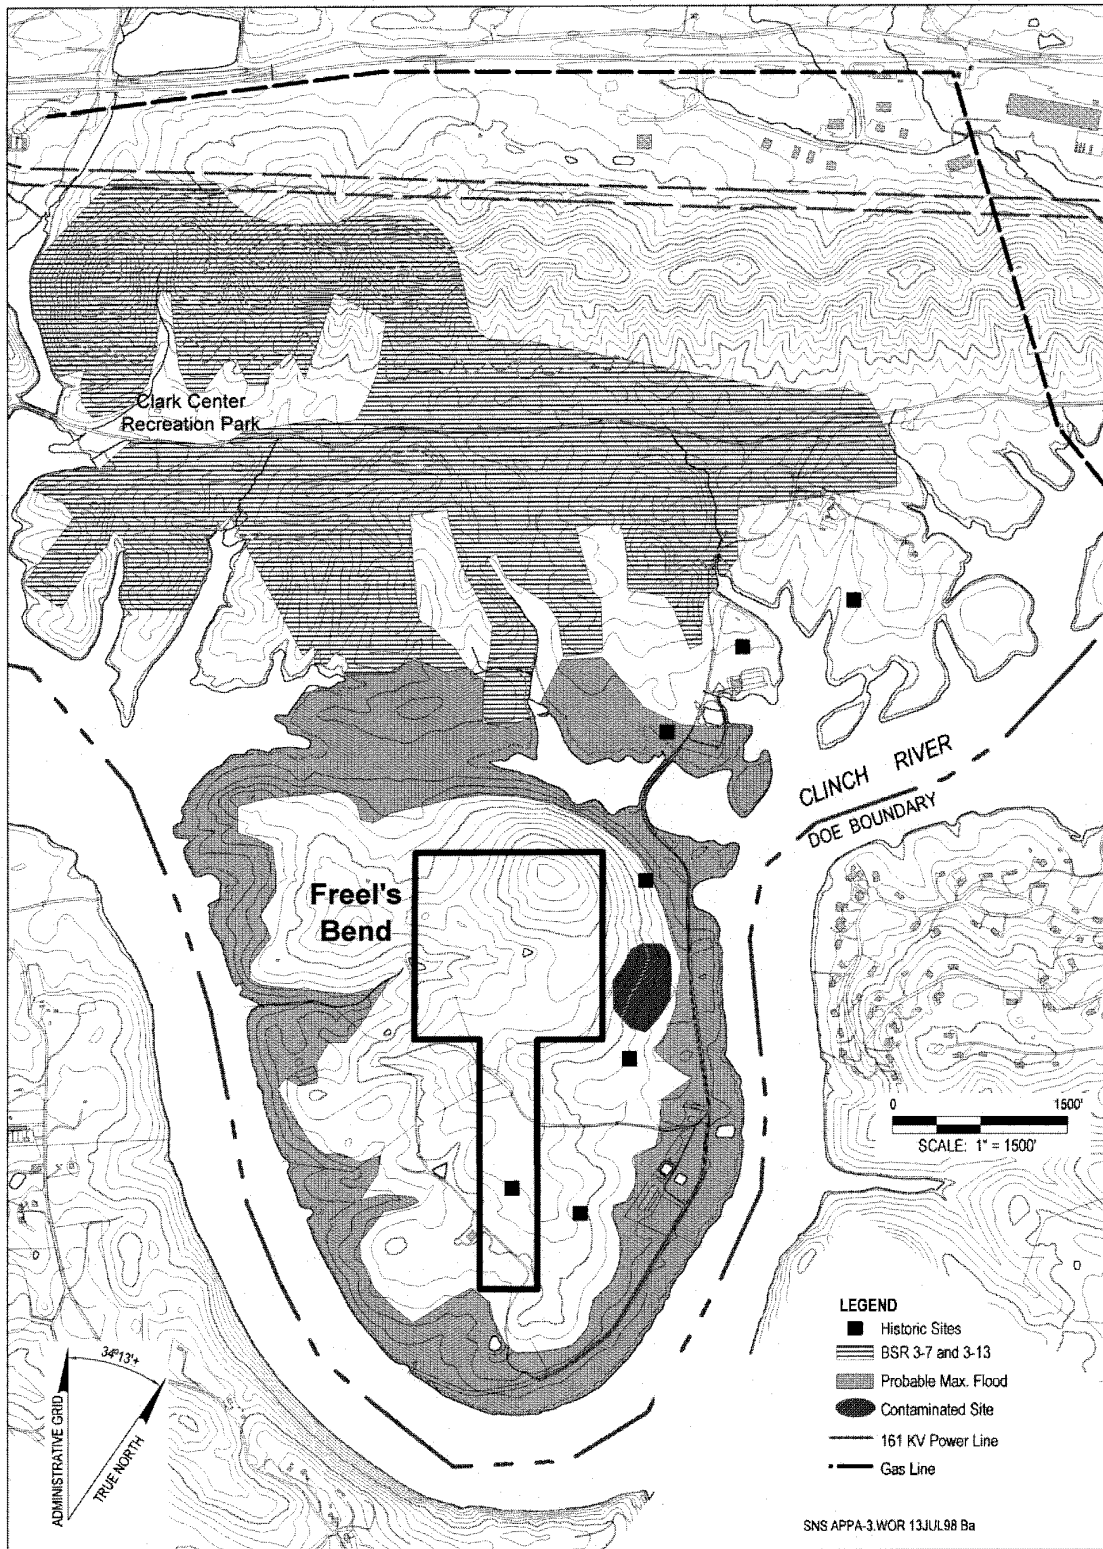 Clark Center
Recreation Park
CLINCH RIVER
DOE BOUNDARY
Freel's
Bend
0 1500'
SCALE: 1" = 1500'
LEGEND
Historic Sites
BSR 3-7 and 3-13
Probable Max. Flood
Contaminated Site
161 KV Power Line
Gas Line
34º13'+
ADMINISTRATIVE GRID
TRUE NORTH
SNS APPA-3.WOR 13JUL98 Ba